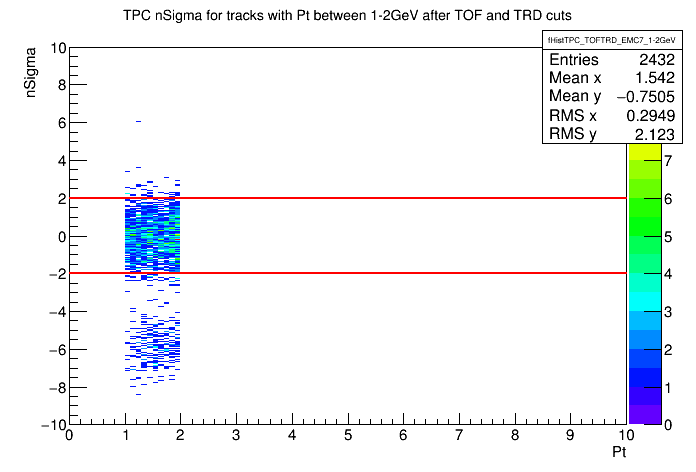 TPC nSigma for tracks with Pt between 1-2GeV after TOF and TRD cuts
fHistTPC_TOFTRD_EMC7_1-2GeV
Entries 2432
Mean x 1.542
Mean y −0.7505
RMS x 0.2949
RMS y 2.123
nSigma
10
8
6
4
2
0
−2
−4
−6
−8
−10
0 1 2 3 4 5 6 7 8 9 10
Pt
7
6
5
4
3
2
1
0